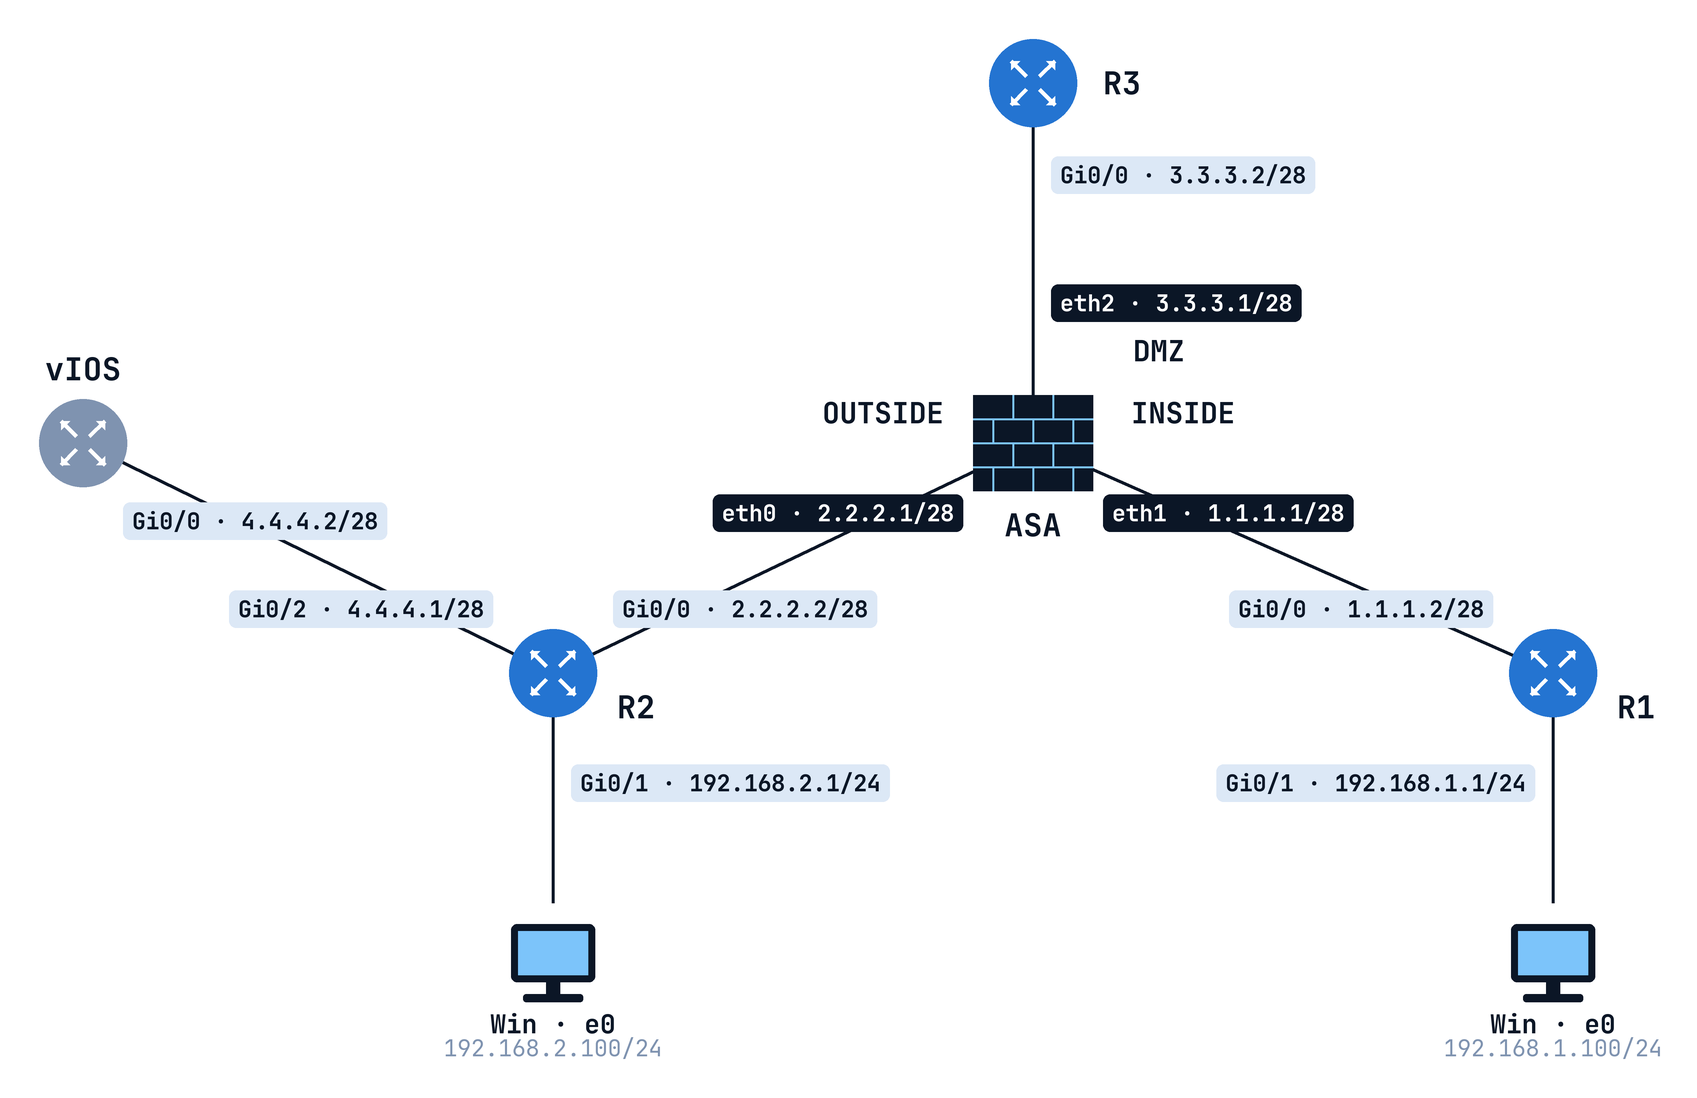 R3
Gi0/0 · 3.3.3.2/28
eth2 · 3.3.3.1/28
DMZ
vIOS
OUTSIDE
INSIDE
Gi0/0 · 4.4.4.2/28
eth0 · 2.2.2.1/28
ASA
eth1 · 1.1.1.1/28
Gi0/2 · 4.4.4.1/28
Gi0/0 · 2.2.2.2/28
Gi0/0 · 1.1.1.2/28
R2
R1
Gi0/1 · 192.168.2.1/24
Gi0/1 · 192.168.1.1/24
Win · e0
192.168.2.100/24
Win · e0
192.168.1.100/24